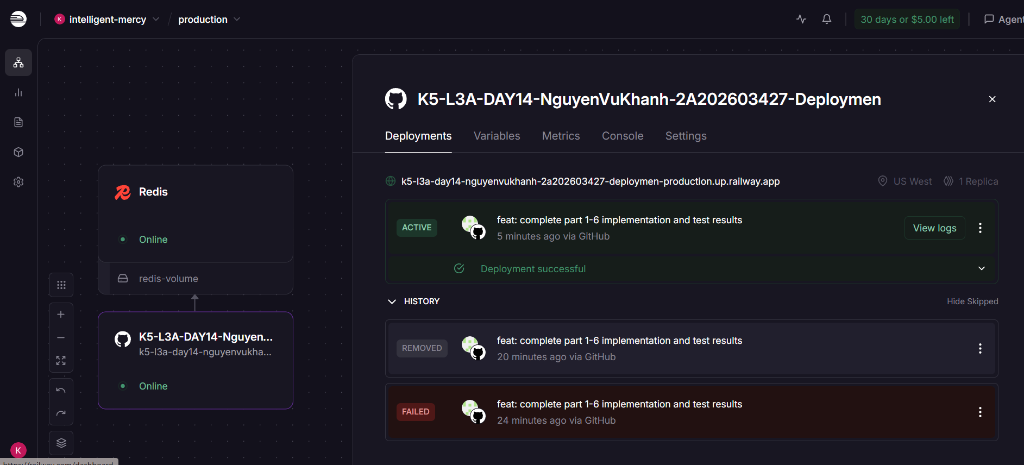 K intelligent-mercy / production
30 days or $5.00 left
Agent
K5-L3A-DAY14-NguyenVuKhanh-2A202603427-Deploymen
Deployments Variables Metrics Console Settings
k5-l3a-day14-nguyenvukhanh-2a202603427-deploymen-production.up.railway.app
US West 1 Replica
ACTIVE
feat: complete part 1-6 implementation and test results
5 minutes ago via GitHub
View logs
Deployment successful
HISTORY
Hide Skipped
REMOVED
feat: complete part 1-6 implementation and test results
20 minutes ago via GitHub
FAILED
feat: complete part 1-6 implementation and test results
24 minutes ago via GitHub
Redis
Online
redis-volume
K5-L3A-DAY14-Nguyen...
k5-l3a-day14-nguyenvukha...
Online
K